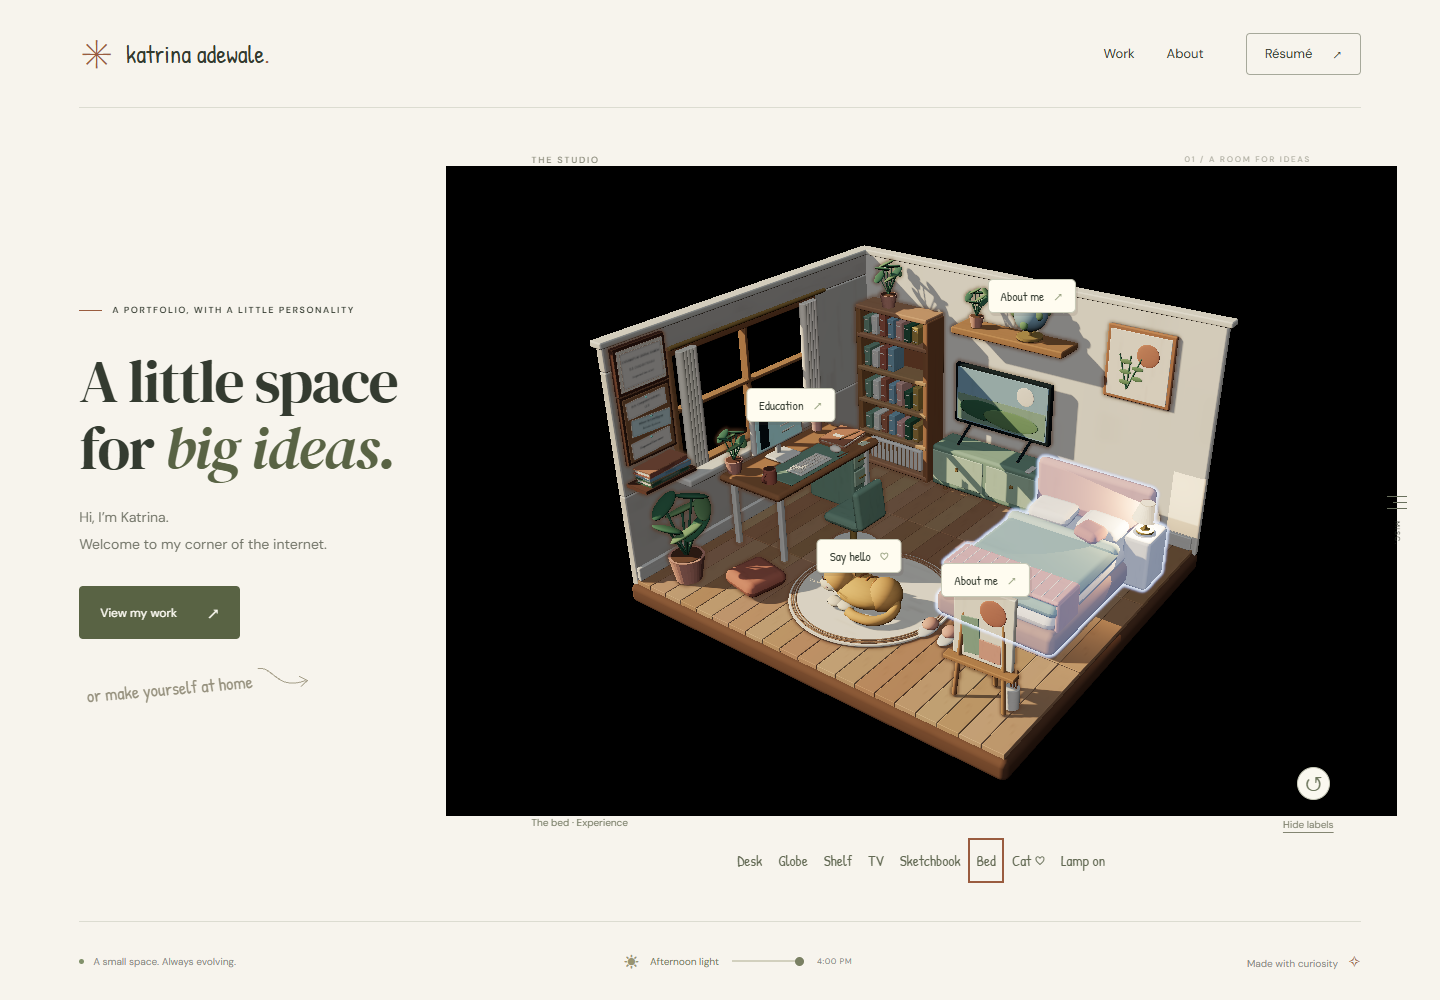 katrina adewale.
Work
About
Résumé ↗
THE STUDIO
01 / A ROOM FOR IDEAS
A PORTFOLIO, WITH A LITTLE PERSONALITY
A little space
for big ideas.
Hi, I’m Katrina.
Welcome to my corner of the internet.
View my work ↗
or make yourself at home
About me ↗
Education ↗
Say hello ♡
About me ↗
The bed · Experience
Hide labels
Desk
Globe
Shelf
TV
Sketchbook
Bed
Cat ♡
Lamp on
A small space. Always evolving.
Afternoon light
4:00 PM
Made with curiosity